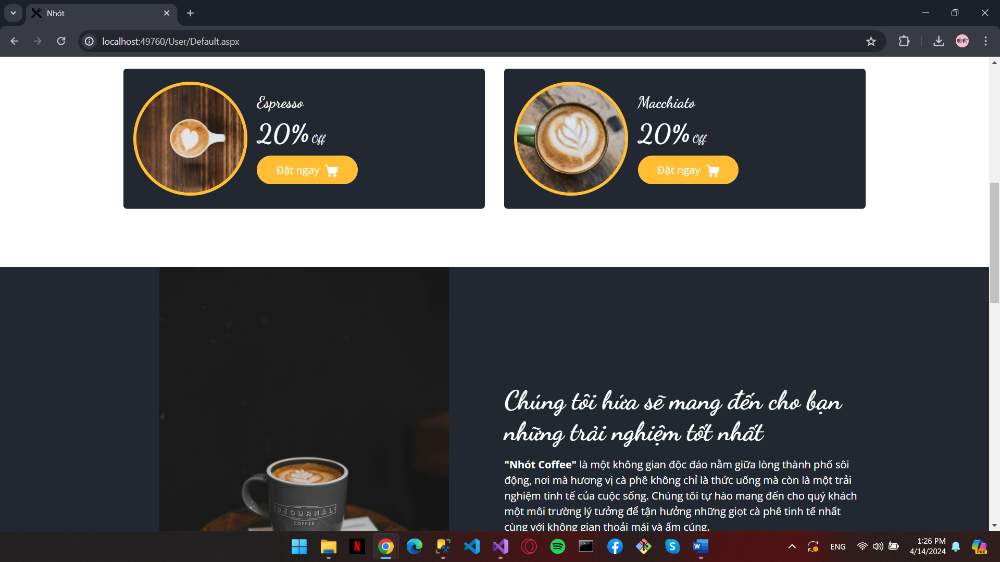 Nhót
localhost:49760/User/Default.aspx
Espresso
20% Off
Đặt ngay
Macchiato
20% Off
Đặt ngay
Chúng tôi hứa sẽ mang đến cho bạn
những trải nghiệm tốt nhất
"Nhót Coffee" là một không gian độc đáo nằm giữa lòng thành phố sôi
động, nơi mà hương vị cà phê không chỉ là thức uống mà còn là một trải
nghiệm tinh tế của cuộc sống. Chúng tôi tự hào mang đến cho quý khách
một môi trường lý tưởng để tận hưởng những giọt cà phê tinh tế nhất
cùng với không gian thoải mái và ấm cúng.
DJOURNALS
COFFEE
N
S
W
ENG
1:26 PM
4/14/2024
PRE